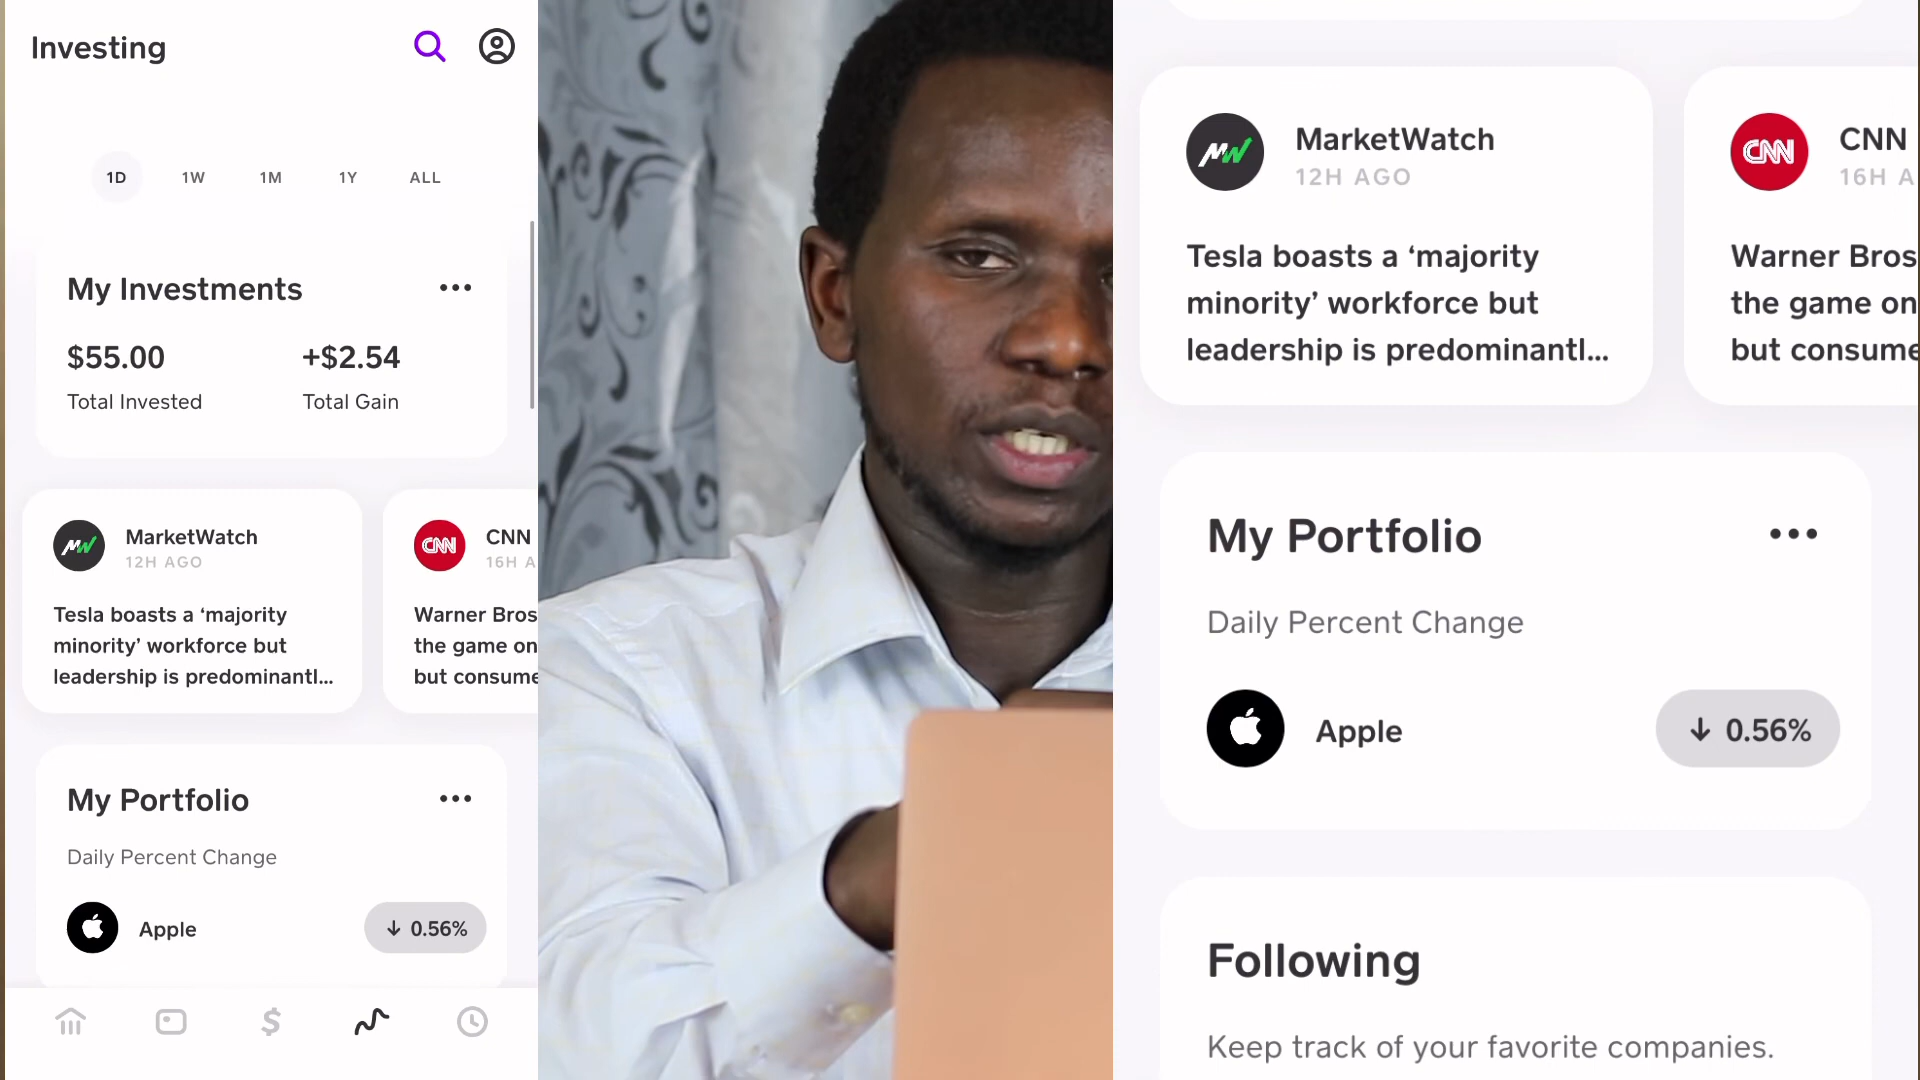 Investing
1D 1W 1M 1Y ALL
My Investments
$55.00 +$2.54
Total Invested Total Gain
MarketWatch
12H AGO
Tesla boasts a ‘majority
minority’ workforce but
leadership is predominantl...
CNN
16H A
Warner Bros
the game on
but consume
My Portfolio
Daily Percent Change
Apple ↓ 0.56%
MW MarketWatch
12H AGO
Tesla boasts a ‘majority
minority’ workforce but
leadership is predominantl...
CNN CNN
16H A
Warner Bros
the game on
but consume
My Portfolio
Daily Percent Change
Apple ↓ 0.56%
Following
Keep track of your favorite companies.